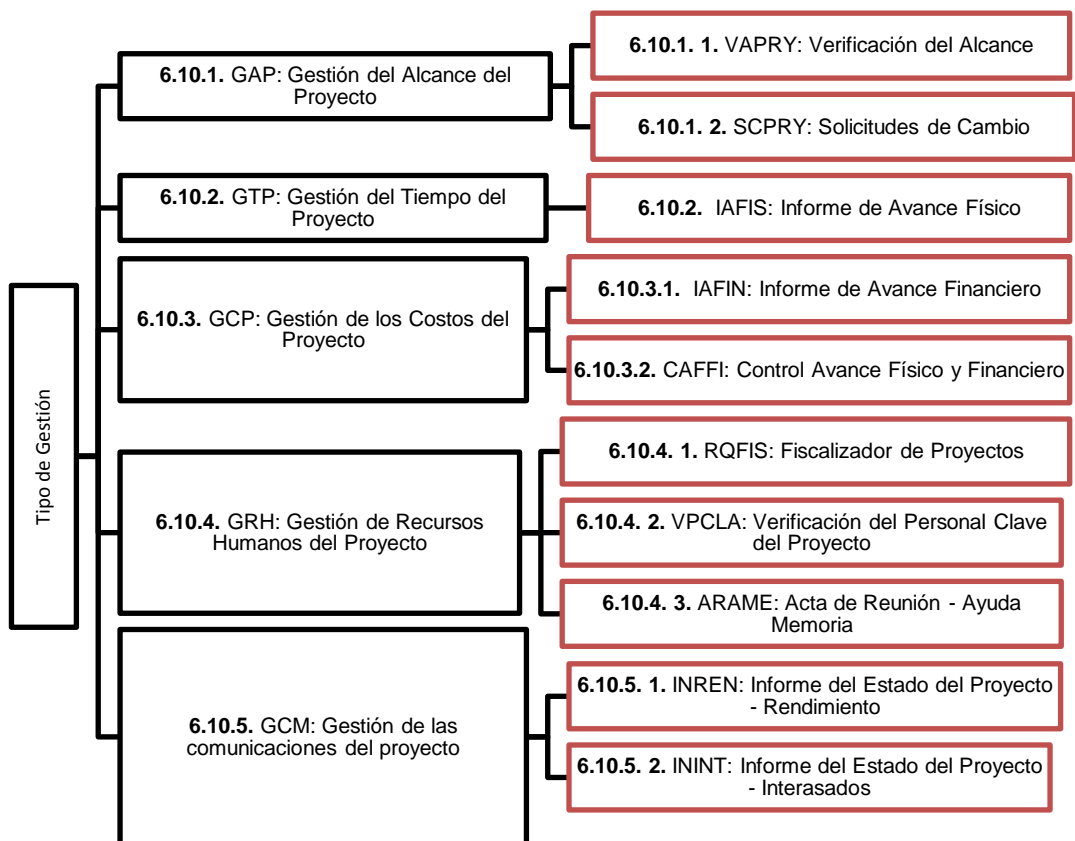 Tipo de Gestión
6.10.1. GAP: Gestión del Alcance del
Proyecto
6.10.1. 1. VAPRY: Verificación del Alcance
6.10.1. 2. SCPRY: Solicitudes de Cambio
6.10.2. GTP: Gestión del Tiempo del
Proyecto
6.10.2. IAFIS: Informe de Avance Físico
6.10.3. GCP: Gestión de los Costos del
Proyecto
6.10.3.1. IAFIN: Informe de Avance Financiero
6.10.3.2. CAFFI: Control Avance Físico y Financiero
6.10.4. GRH: Gestión de Recursos
Humanos del Proyecto
6.10.4. 1. RQFIS: Fiscalizador de Proyectos
6.10.4. 2. VPCLA: Verificación del Personal Clave
del Proyecto
6.10.4. 3. ARAME: Acta de Reunión - Ayuda
Memoria
6.10.5. GCM: Gestión de las
comunicaciones del proyecto
6.10.5. 1. INREN: Informe del Estado del Proyecto
- Rendimiento
6.10.5. 2. ININT: Informe del Estado del Proyecto
- Interasados